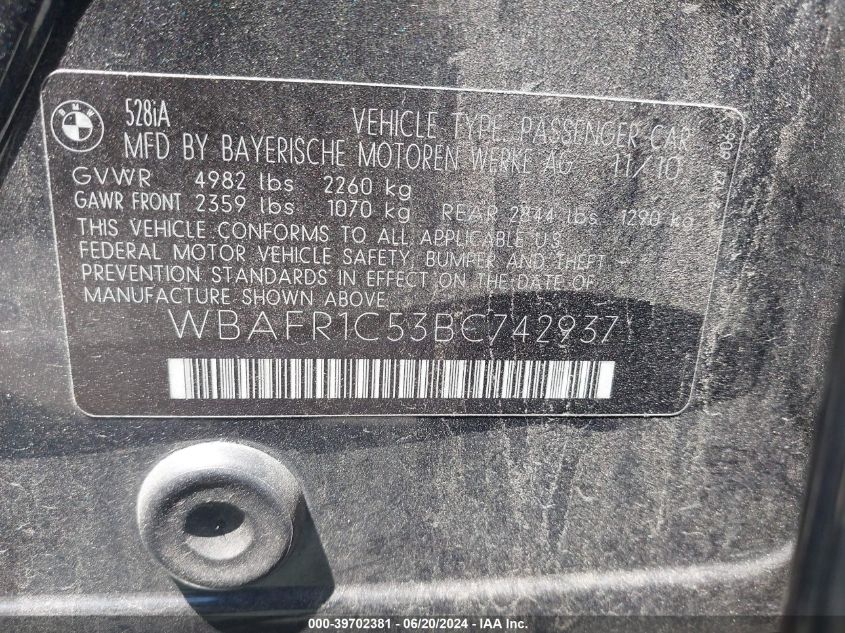 BMW
528iA
VEHICLE TYPE PASSENGER CAR
MFD BY BAYERISCHE MOTOREN WERKE AG 11/10
GVWR 4982 lbs 2260 kg
GAWR FRONT 2359 lbs 1070 kg REAR 2844 lbs 1290 kg
THIS VEHICLE CONFORMS TO ALL APPLICABLE U.S.
FEDERAL MOTOR VEHICLE SAFETY, BUMPER AND THEFT -
PREVENTION STANDARDS IN EFFECT ON THE DATE OF
MANUFACTURE SHOWN ABOVE.
WBAFR1C53BC742937
000-39702381 - 06/20/2024 - IAA Inc.